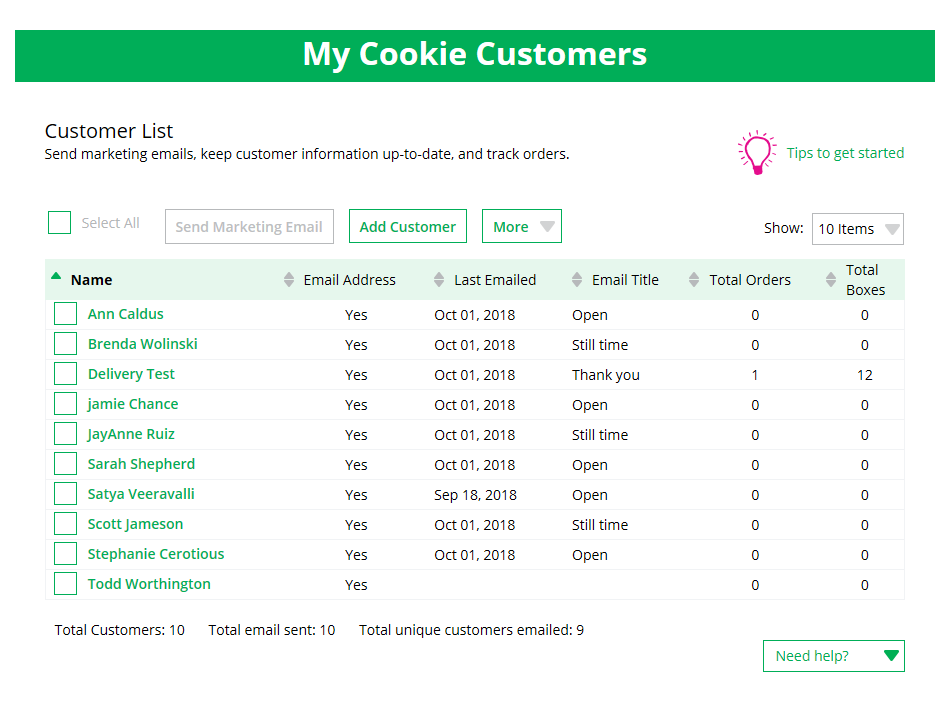 My Cookie Customers
Customer List
Send marketing emails, keep customer information up-to-date, and track orders.
Tips to get started
Select All Send Marketing Email Add Customer More Show: 10 Items
Name Email Address Last Emailed Email Title Total Orders Total Boxes
Ann Caldus Yes Oct 01, 2018 Open 0 0
Brenda Wolinski Yes Oct 01, 2018 Still time 0 0
Delivery Test Yes Oct 01, 2018 Thank you 1 12
jamie Chance Yes Oct 01, 2018 Open 0 0
JayAnne Ruiz Yes Oct 01, 2018 Still time 0 0
Sarah Shepherd Yes Oct 01, 2018 Open 0 0
Satya Veeravalli Yes Sep 18, 2018 Open 0 0
Scott Jameson Yes Oct 01, 2018 Still time 0 0
Stephanie Cerotious Yes Oct 01, 2018 Open 0 0
Todd Worthington Yes 0 0
Total Customers: 10 Total email sent: 10 Total unique customers emailed: 9
Need help?